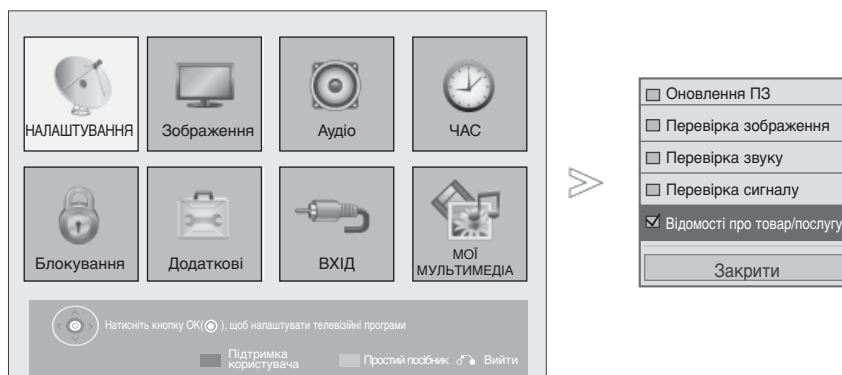 НАЛАШТУВАННЯ
Зображення
Аудіо
ЧАС
Блокування
Додаткові
ВХІД
МОЇ
МУЛЬТИМЕДІА
Натисніть кнопку OK( ), щоб налаштувати телевізійні програми
Підтримка
користувача
Простий посібник
Вийти
Оновлення ПЗ
Перевірка зображення
Перевірка звуку
Перевірка сигналу
Відомості про товар/послугу
Закрити